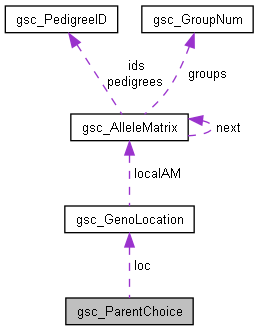 gsc_PedigreeID
gsc_GroupNum
ids
pedigrees
groups
gsc_AlleleMatrix
next
localAM
gsc_GenoLocation
loc
gsc_ParentChoice